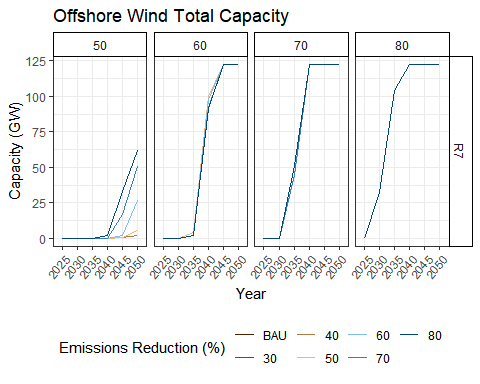 Offshore Wind Total Capacity
50 60 70 80
125
100
75
50
25
0
Capacity (GW)
R7
2025 2030 2035 2040 2045 2050 2025 2030 2035 2040 2045 2050 2025 2030 2035 2040 2045 2050 2025 2030 2035 2040 2045 2050
Year
Emissions Reduction (%)
BAU 40 60 80
30 50 70